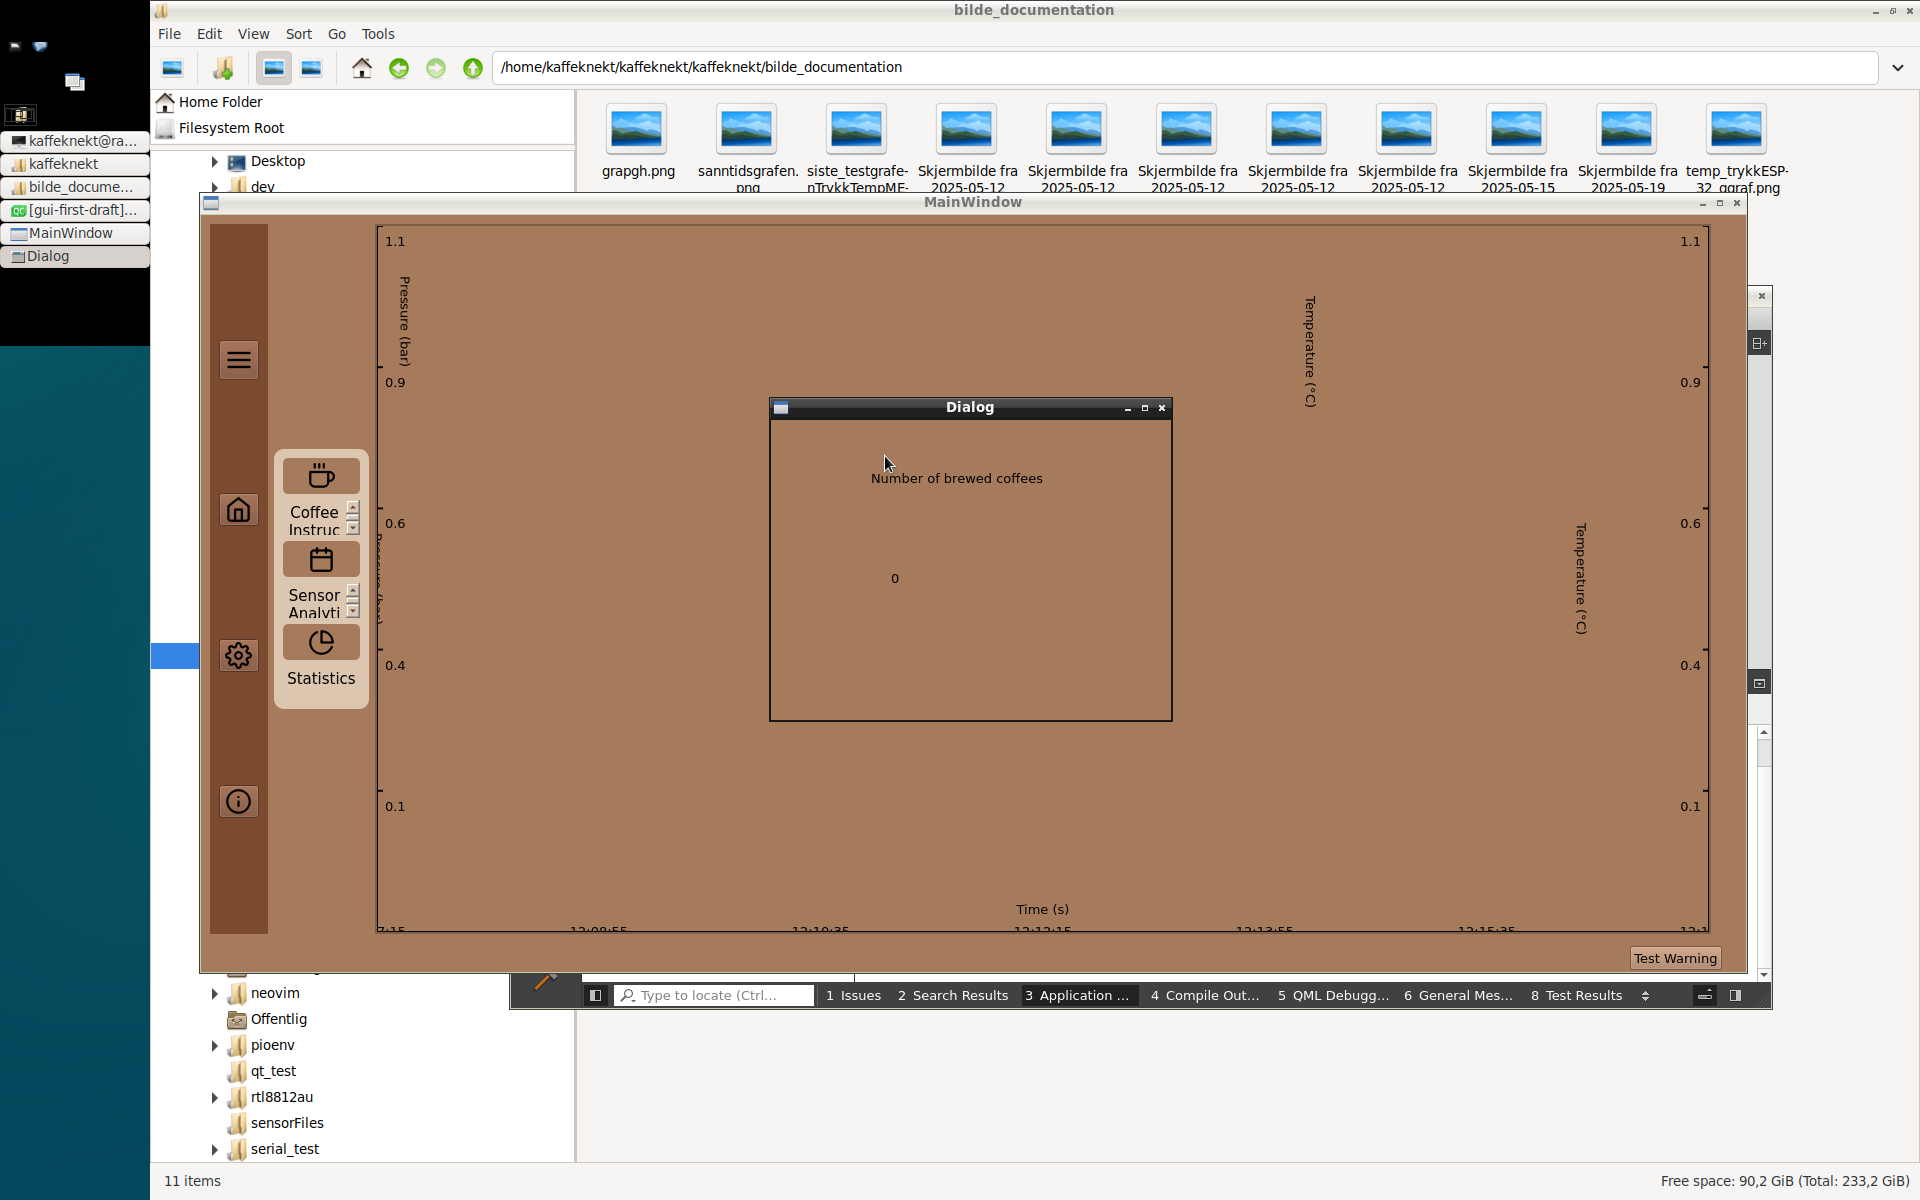 bilde_documentation
File Edit View Sort Go Tools
/home/kaffeknekt/kaffeknekt/kaffeknekt/bilde_documentation
kaffeknekt@ra...
kaffeknekt
bilde_docume...
[gui-first-draft]...
MainWindow
Dialog
Home Folder
Filesystem Root
Desktop
dev
grapgh.png
sanntidsgrafen.
png
siste_testgrafe-
nTrykkTempMF-
Skjermbilde fra
2025-05-12
Skjermbilde fra
2025-05-12
Skjermbilde fra
2025-05-12
Skjermbilde fra
2025-05-12
Skjermbilde fra
2025-05-12
Skjermbilde fra
2025-05-15
Skjermbilde fra
2025-05-19
temp_trykkESP-
32_qgraf.png
MainWindow
1.1
0.9
0.6
0.4
0.1
Pressure (bar)
Pressure (bar)
Temperature (°C)
Temperature (°C)
1.1
0.9
0.6
0.4
0.1
Coffee
Instruc
Sensor
Analyti
Statistics
Dialog
Number of brewed coffees
0
Time (s)
7:15 12:08:55 12:10:35 12:12:15 12:13:55 12:15:35 12:1
Test Warning
Type to locate (Ctrl... 1 Issues 2 Search Results 3 Application ... 4 Compile Out... 5 QML Debugg... 6 General Mes... 8 Test Results
neovim
Offentlig
pioenv
qt_test
rtl8812au
sensorFiles
serial_test
11 items
Free space: 90,2 GiB (Total: 233,2 GiB)